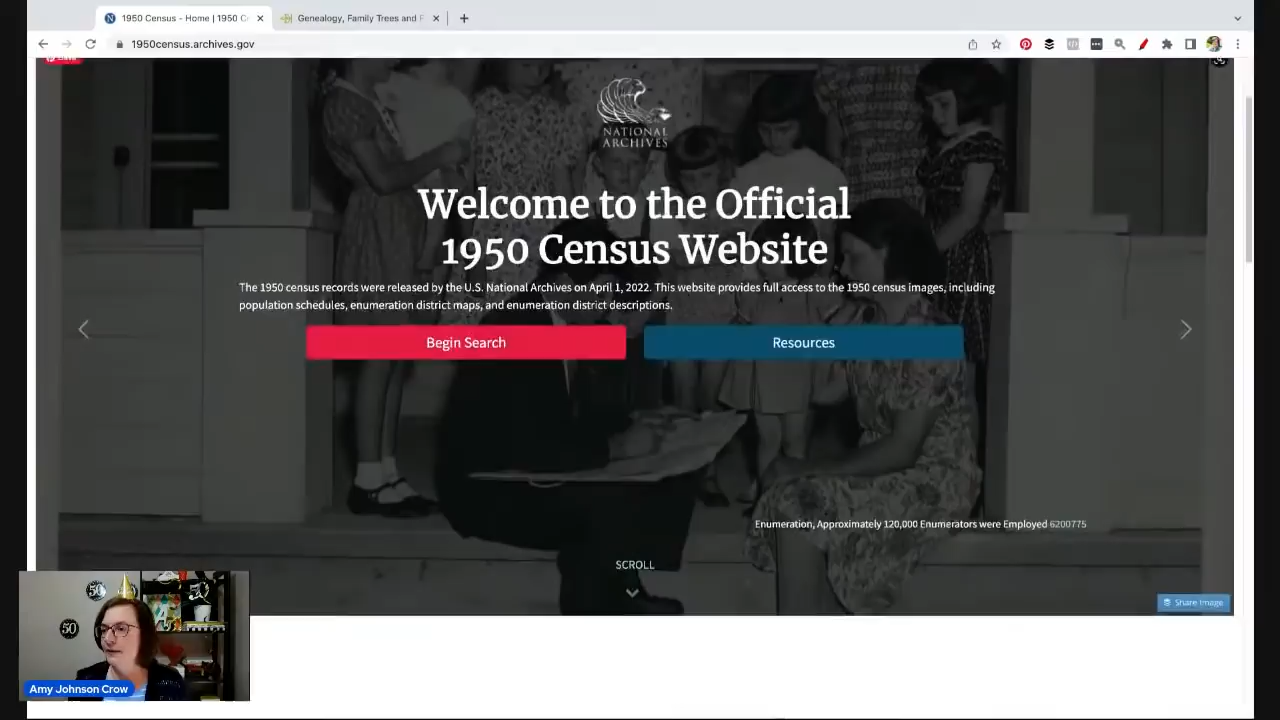 1950 Census - Home | 1950 C
Genealogy, Family Trees and F
1950census.archives.gov
NATIONAL
ARCHIVES
Welcome to the Official
1950 Census Website
The 1950 census records were released by the U.S. National Archives on April 1, 2022. This website provides full access to the 1950 census images, including
population schedules, enumeration district maps, and enumeration district descriptions.
Begin Search
Resources
Enumeration, Approximately 120,000 Enumerators were Employed 6200775
SCROLL
Share Image
50
50
50
Amy Johnson Crow